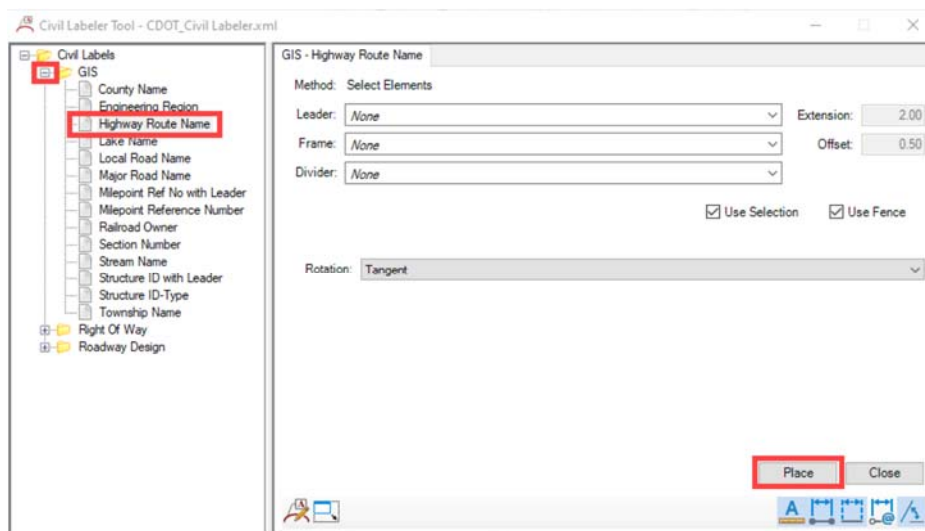 Civil Labeler Tool - CDOT_Civil Labeler.xml
Civil Labels
GIS
County Name
Engineering Region
Highway Route Name
Lake Name
Local Road Name
Major Road Name
Milepoint Ref No with Leader
Milepoint Reference Number
Railroad Owner
Section Number
Stream Name
Structure ID with Leader
Structure ID-Type
Township Name
Right Of Way
Roadway Design
GIS - Highway Route Name
Method: Select Elements
Leader: None Extension: 2.00
Frame: None Offset: 0.50
Divider: None
Use Selection Use Fence
Rotation: Tangent
Place Close